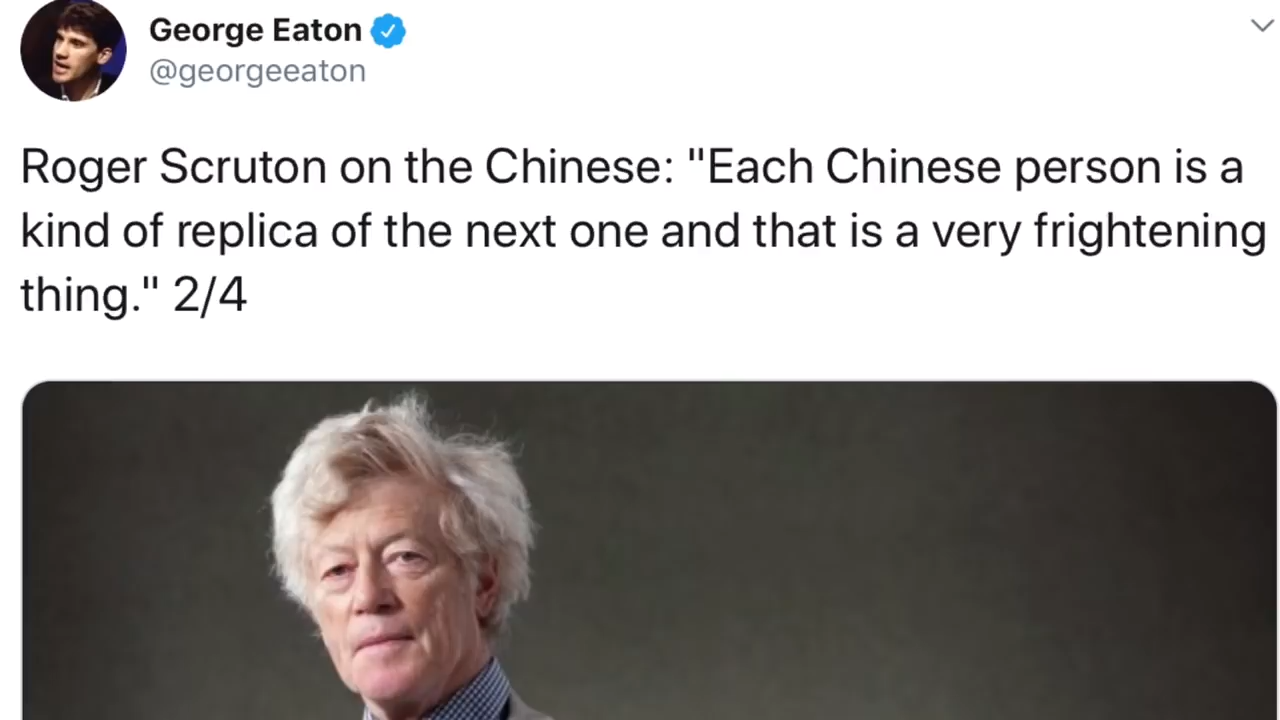 George Eaton
@georgeeaton
Roger Scruton on the Chinese: "Each Chinese person is a
kind of replica of the next one and that is a very frightening
thing." 2/4